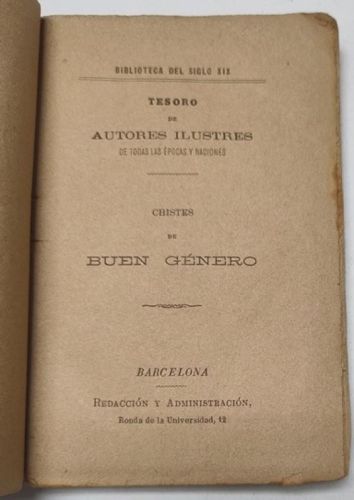 BIBLIOTECA DEL SIGLO XIX
TESORO
DE
AUTORES ILUSTRES
DE TODAS LAS ÉPOCAS Y NACIONES
CHISTES
DE
BUEN GÉNERO
BARCELONA
REDACCIÓN Y ADMINISTRACIÓN,
Ronda de la Universidad, 12